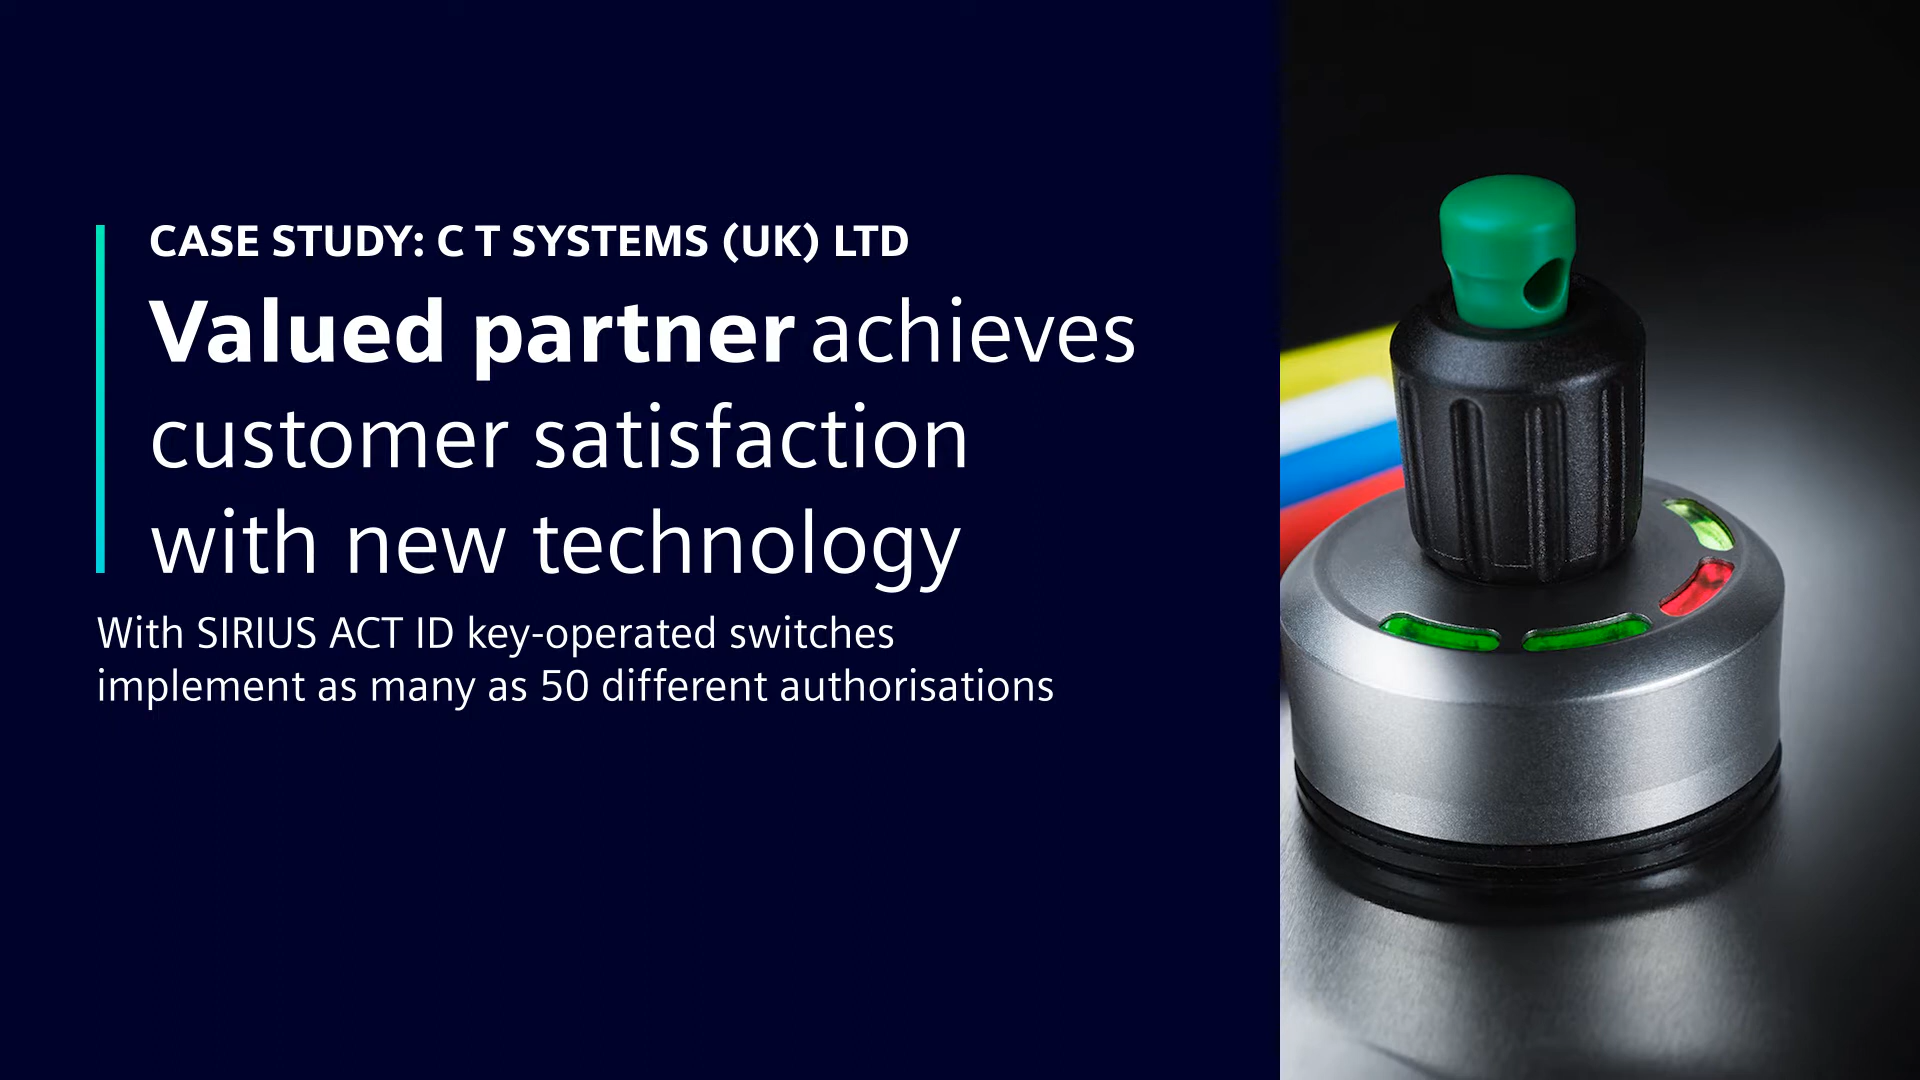 CASE STUDY: C T SYSTEMS (UK) LTD
Valued partner achieves
customer satisfaction
with new technology
With SIRIUS ACT ID key-operated switches
implement as many as 50 different authorisations